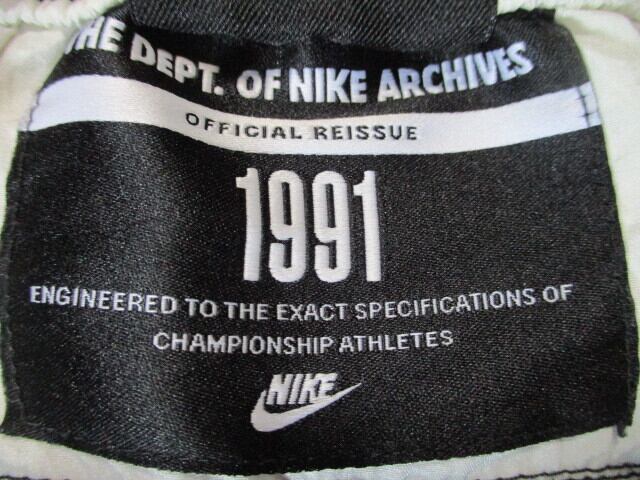 THE DEPT. OF NIKE ARCHIVES
OFFICIAL REISSUE
1991
ENGINEERED TO THE EXACT SPECIFICATIONS OF
CHAMPIONSHIP ATHLETES
NIKE